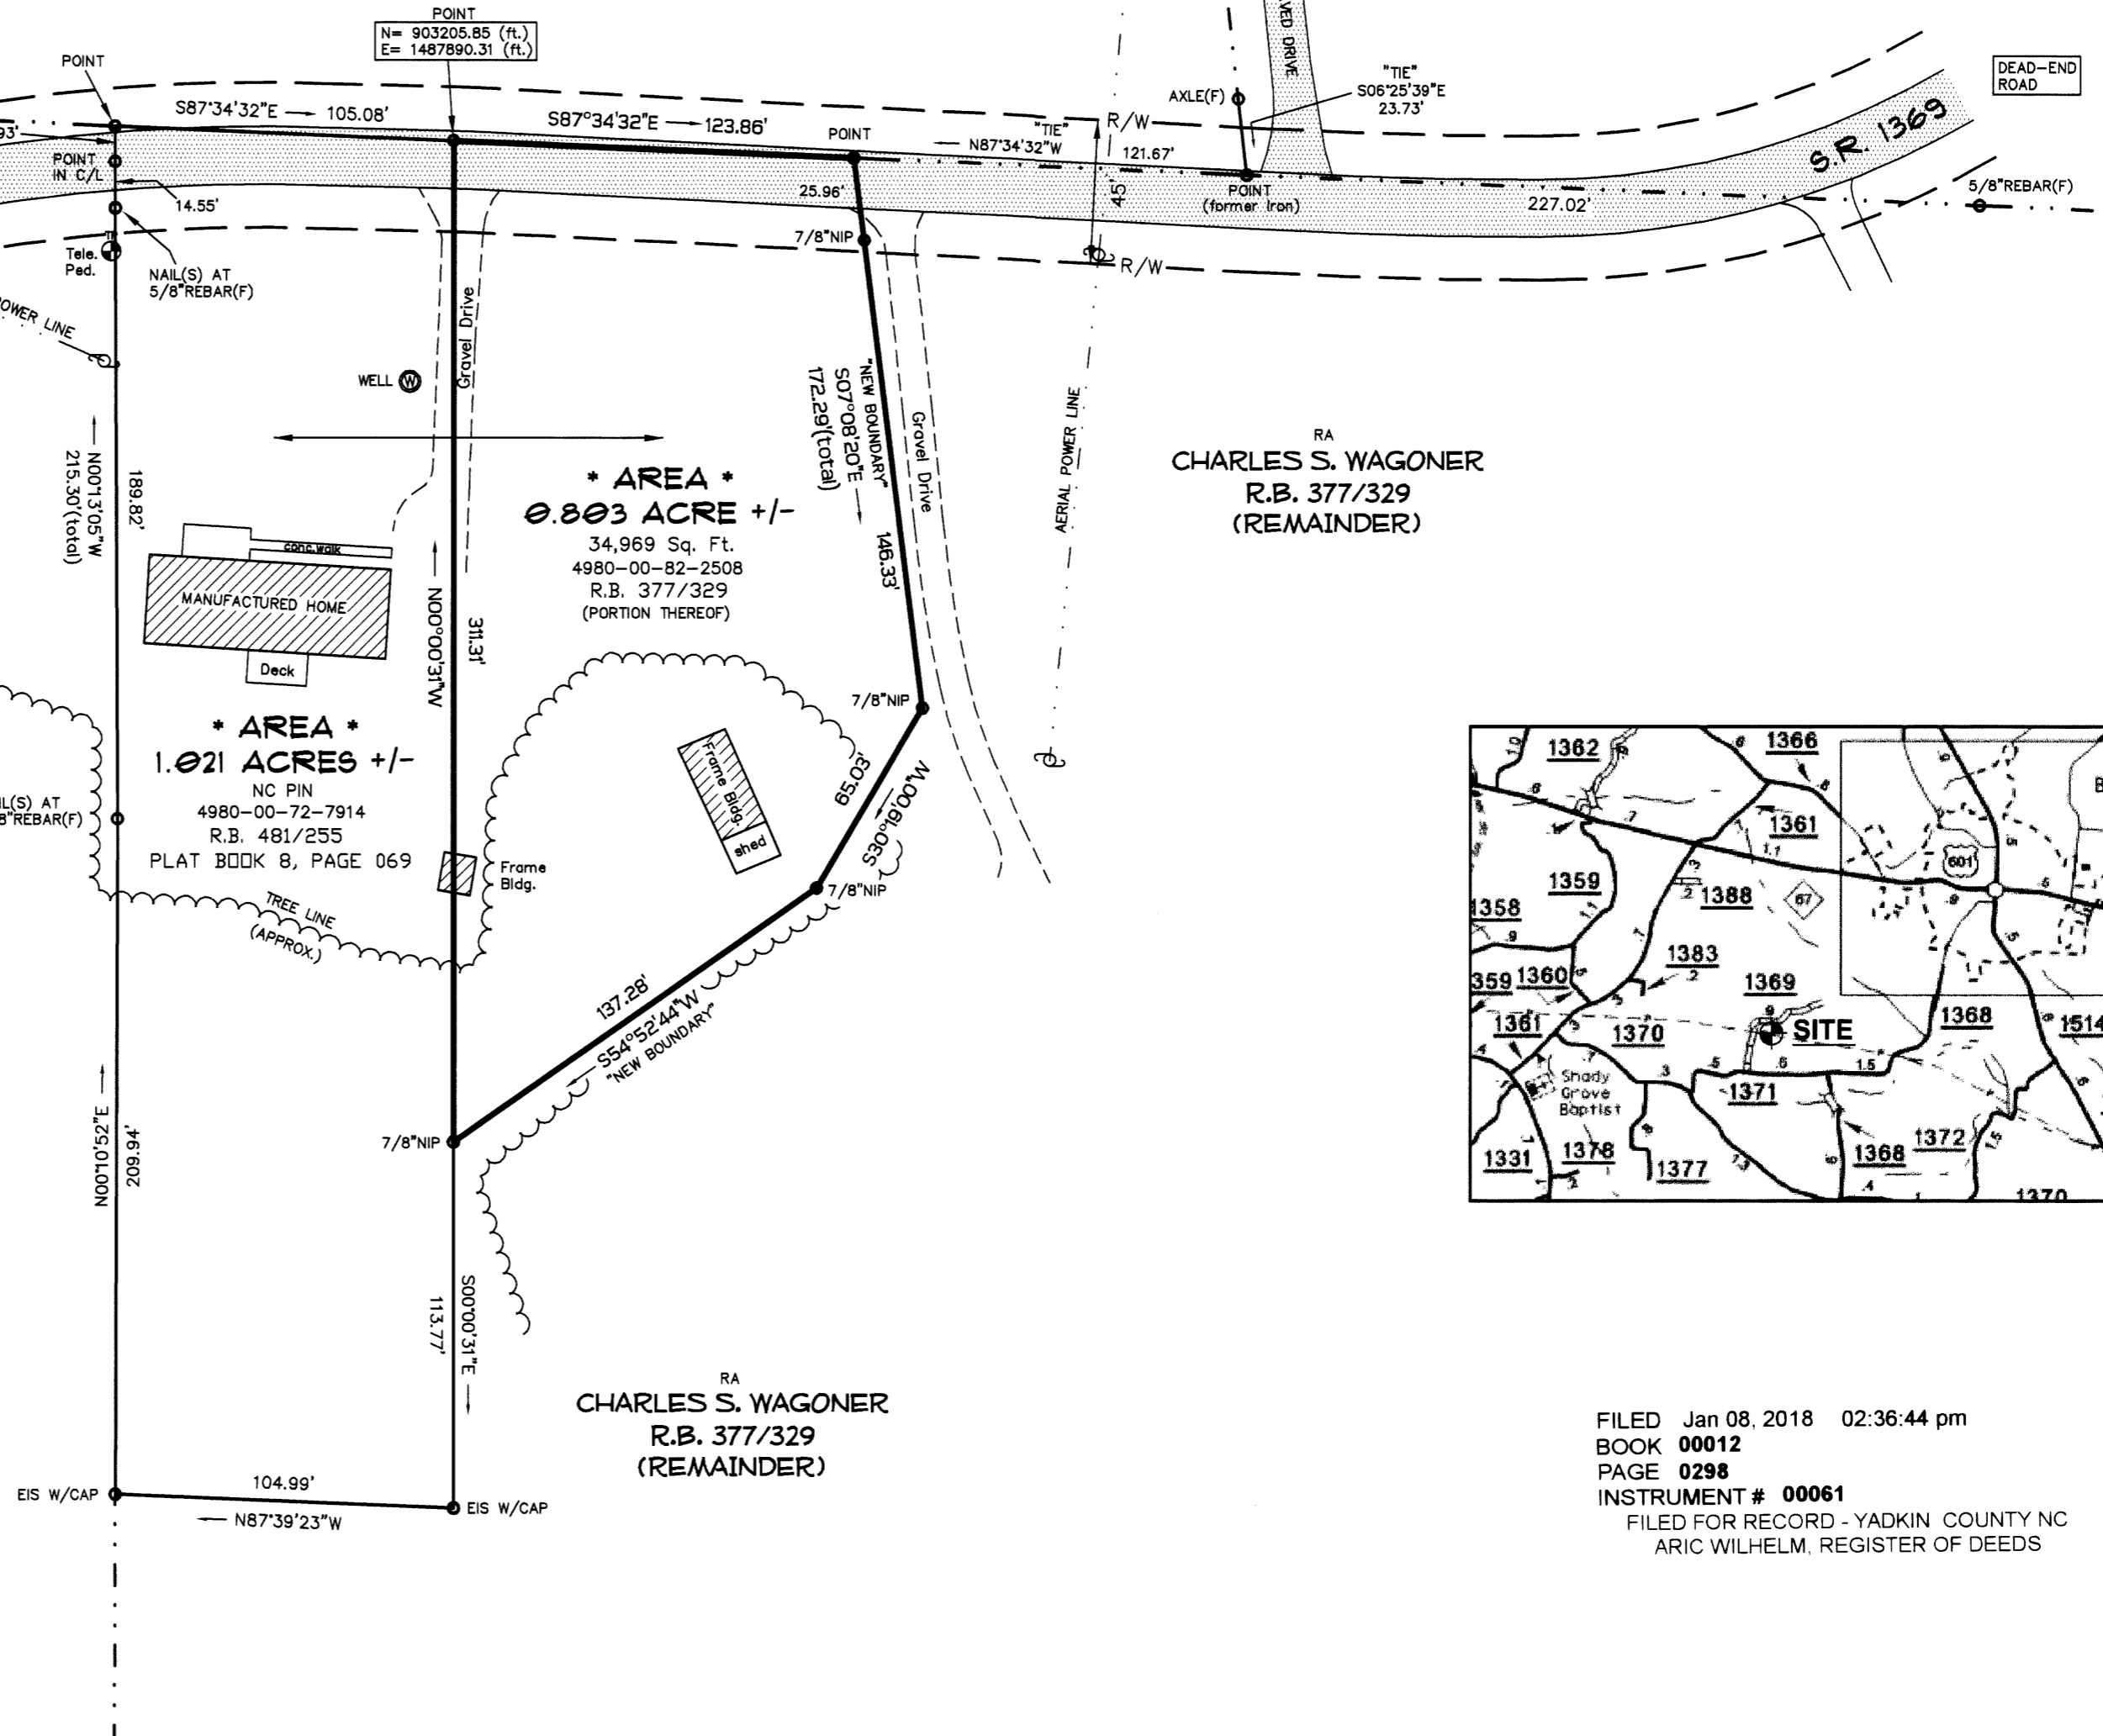 POINT
N= 903205.85 (ft.)
E= 1487890.31 (ft.)
POINT
S87°34'32"E
105.08'
S87°34'32"E
123.86'
POINT
"TIE"
N87°34'32"W
121.67'
R/W
AXLE(F)
"TIE"
S06°25'39"E
23.73'
DEAD-END
ROAD
S.R. 1369
5/8"REBAR(F)
93'
POINT
IN C/L
14.55'
25.96'
45'
POINT
(former Iron)
227.02'
7/8"NIP
R/W
Tele.
Ped.
NAIL(S) AT
5/8"REBAR(F)
OWER LINE
WELL W
Gravel Drive
"NEW BOUNDARY"
S07°08'20"E
172.29'(total)
146.33'
Gravel Drive
AERIAL POWER LINE
RA
CHARLES S. WAGONER
R.B. 377/329
(REMAINDER)
N00°13'05"W
215.30'(total)
189.82'
* AREA *
0.803 ACRE +/-
34,969 Sq. Ft.
4980-00-82-2508
R.B. 377/329
(PORTION THEREOF)
conc.walk
MANUFACTURED HOME
Deck
N00°00'31"W
311.31'
7/8"NIP
* AREA *
1.021 ACRES +/-
NC PIN
4980-00-72-7914
R.B. 481/255
PLAT BOOK 8, PAGE 069
IL(S) AT
8"REBAR(F)
Frame Bldg.
shed
65.03'
S30°19'00"W
7/8"NIP
Frame
Bldg.
TREE LINE
(APPROX.)
137.28'
S54°52'44"W
"NEW BOUNDARY"
7/8"NIP
N00°10'52"E
209.94'
S00°00'31"E
113.77'
RA
CHARLES S. WAGONER
R.B. 377/329
(REMAINDER)
EIS W/CAP
104.99'
N87°39'23"W
EIS W/CAP
1362
1366
1361
601
1359
1388
67
1358
1383
359
1360
1369
1361
1370
SITE
1368
1514
Shady
Grove
Baptist
1371
1331
1378
1377
1368
1372
1370
FILED Jan 08, 2018 02:36:44 pm
BOOK 00012
PAGE 0298
INSTRUMENT # 00061
FILED FOR RECORD - YADKIN COUNTY NC
ARIC WILHELM, REGISTER OF DEEDS